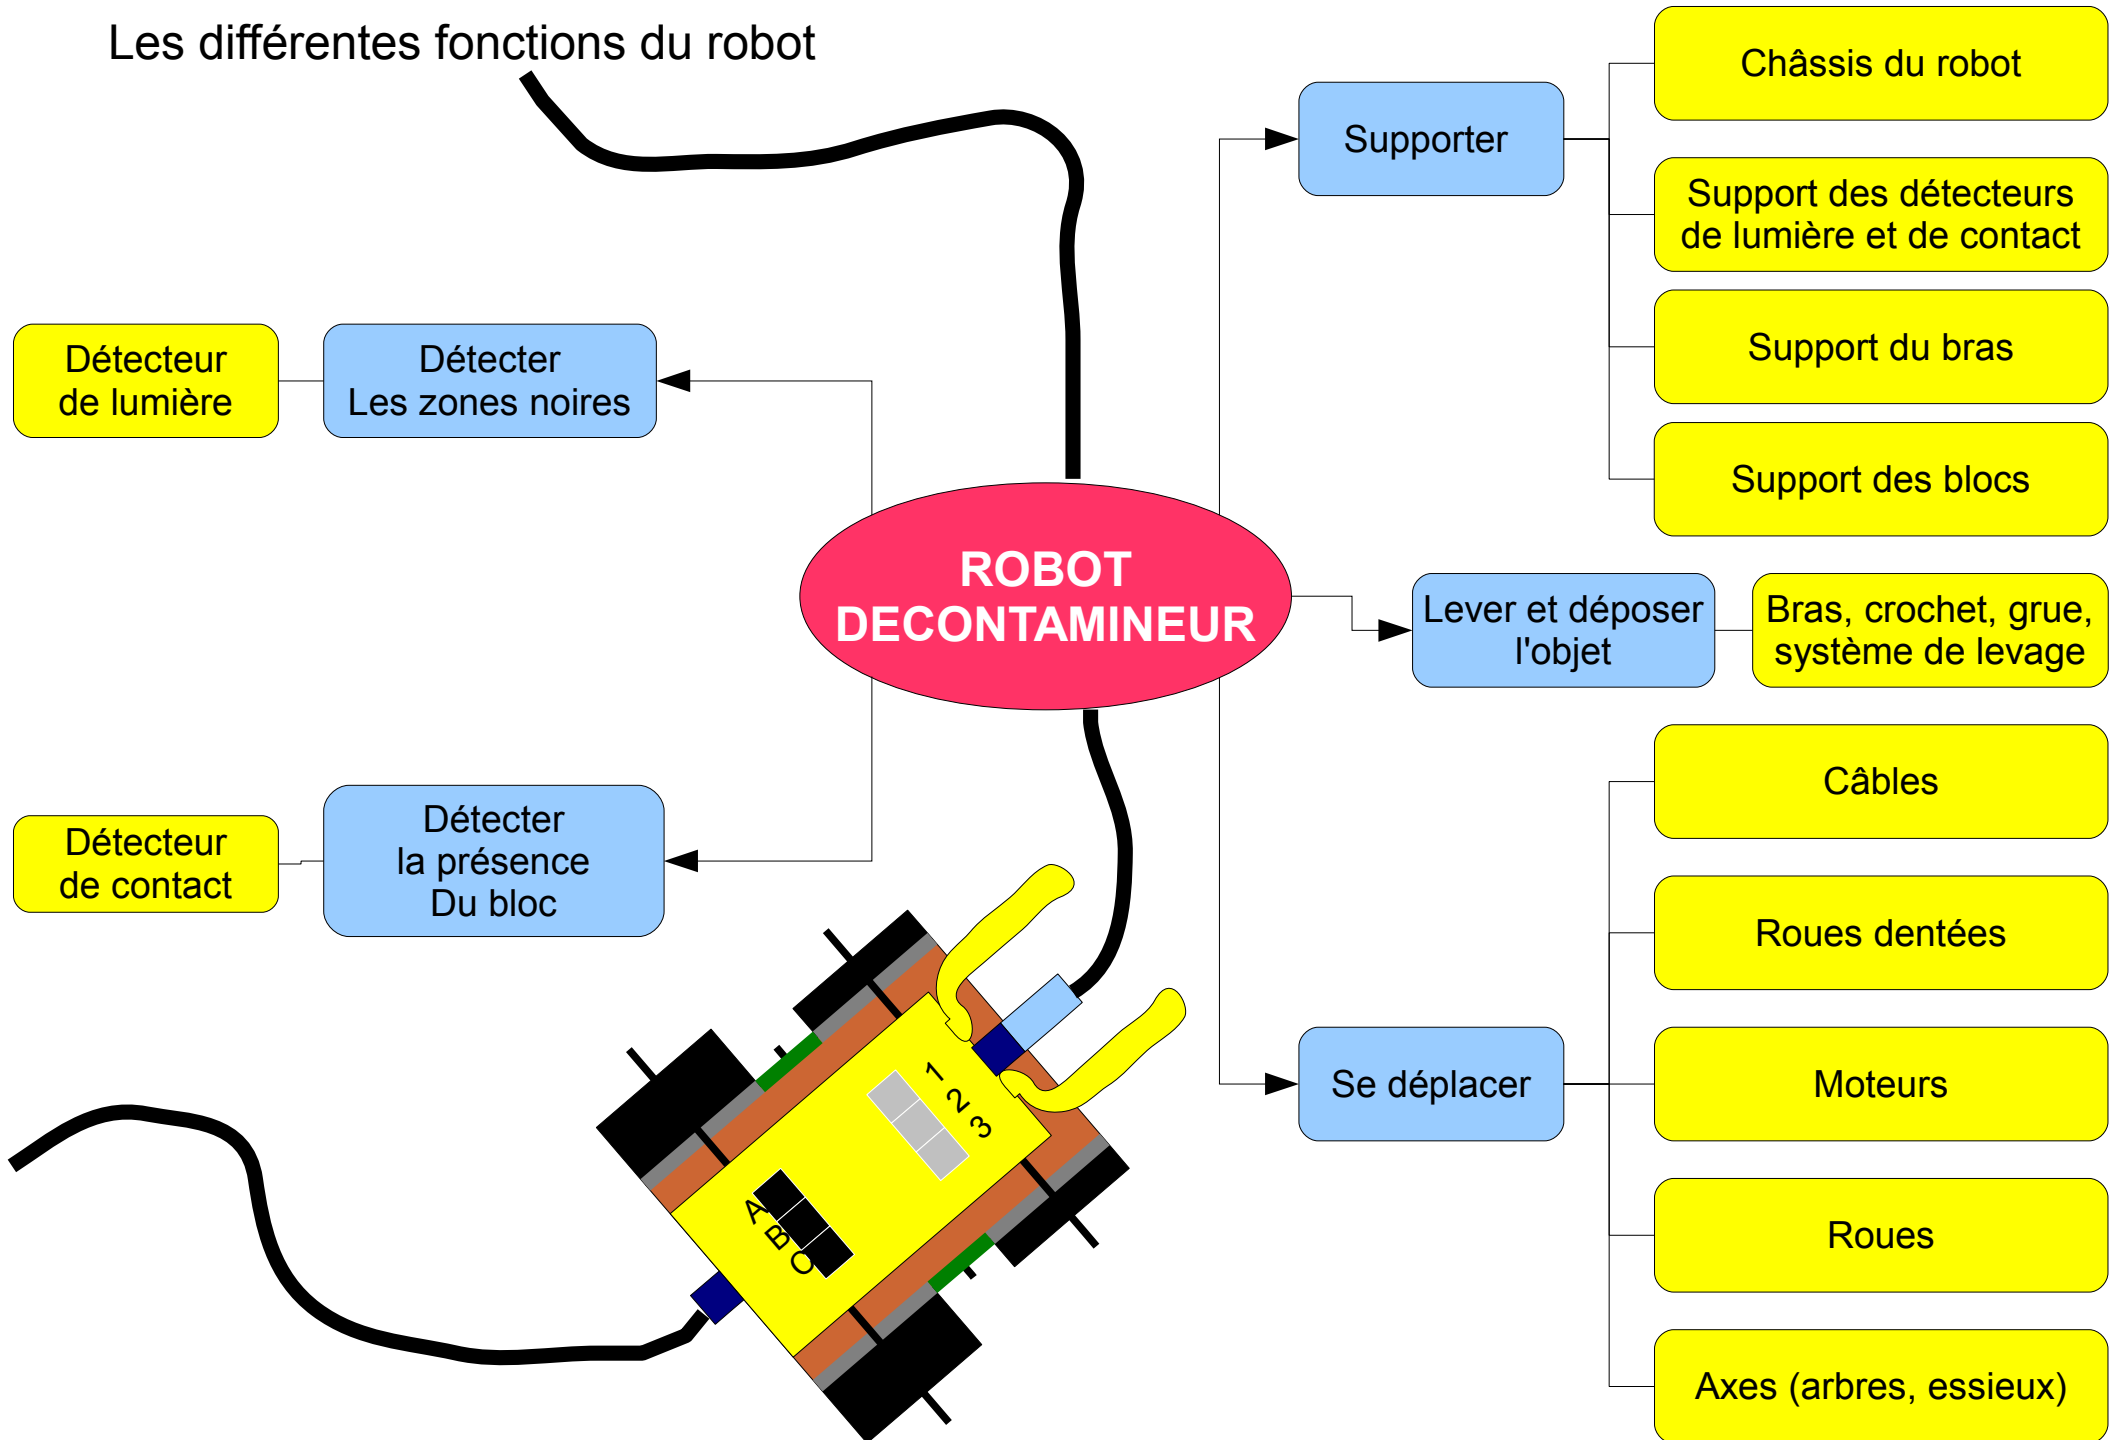 Les différentes fonctions du robot
Châssis du robot
Supporter
Support des détecteurs
de lumière et de contact
Support du bras
Support des blocs
Détecteur
de lumière
Détecter
Les zones noires
ROBOT
DECONTAMINEUR
Lever et déposer
l'objet
Bras, crochet, grue,
système de levage
Détecteur
de contact
Détecter
la présence
Du bloc
Câbles
Roues dentées
Se déplacer
Moteurs
Roues
Axes (arbres, essieux)
1
2
3
A
B
C